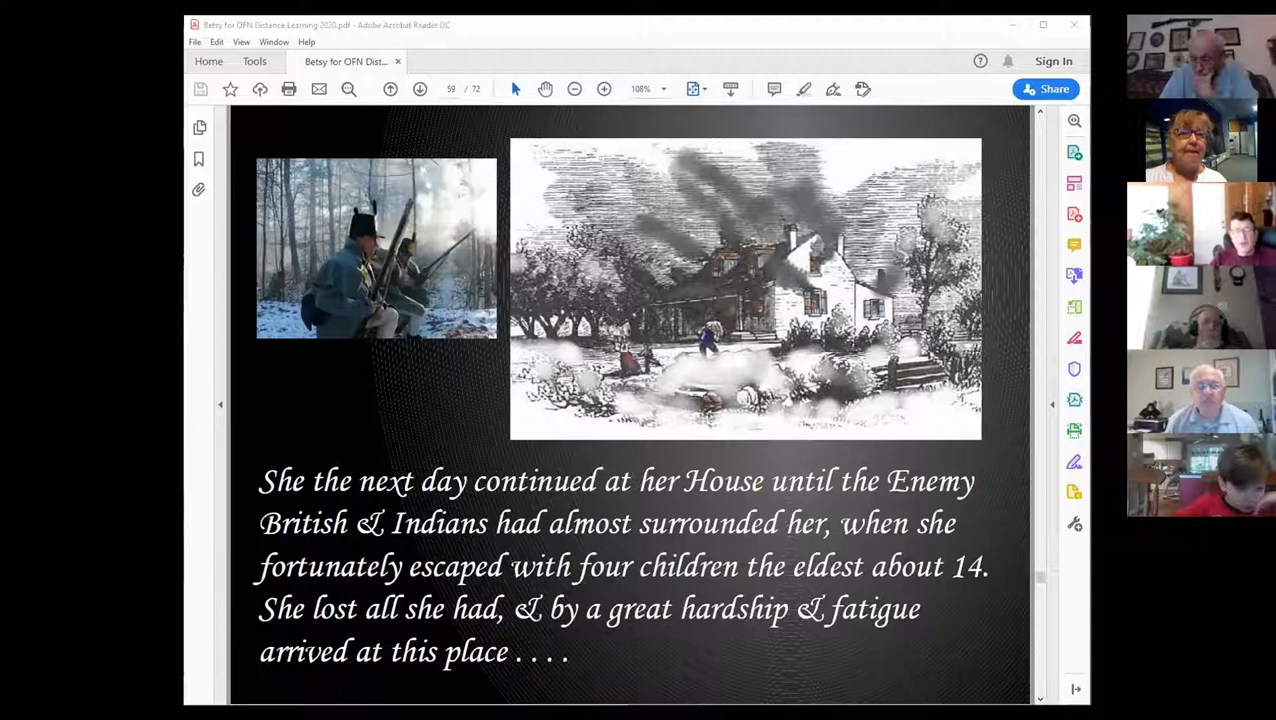 Betsy for OFN Distance Learning 2020.pdf - Adobe Acrobat Reader DC
File Edit View Window Help
Home Tools Betsy for OFN Dist... × Sign In
59 / 72 108% Share
She the next day continued at her House until the Enemy
British & Indians had almost surrounded her, when she
fortunately escaped with four children the eldest about 14.
She lost all she had, & by a great hardship & fatigue
arrived at this place . . . .